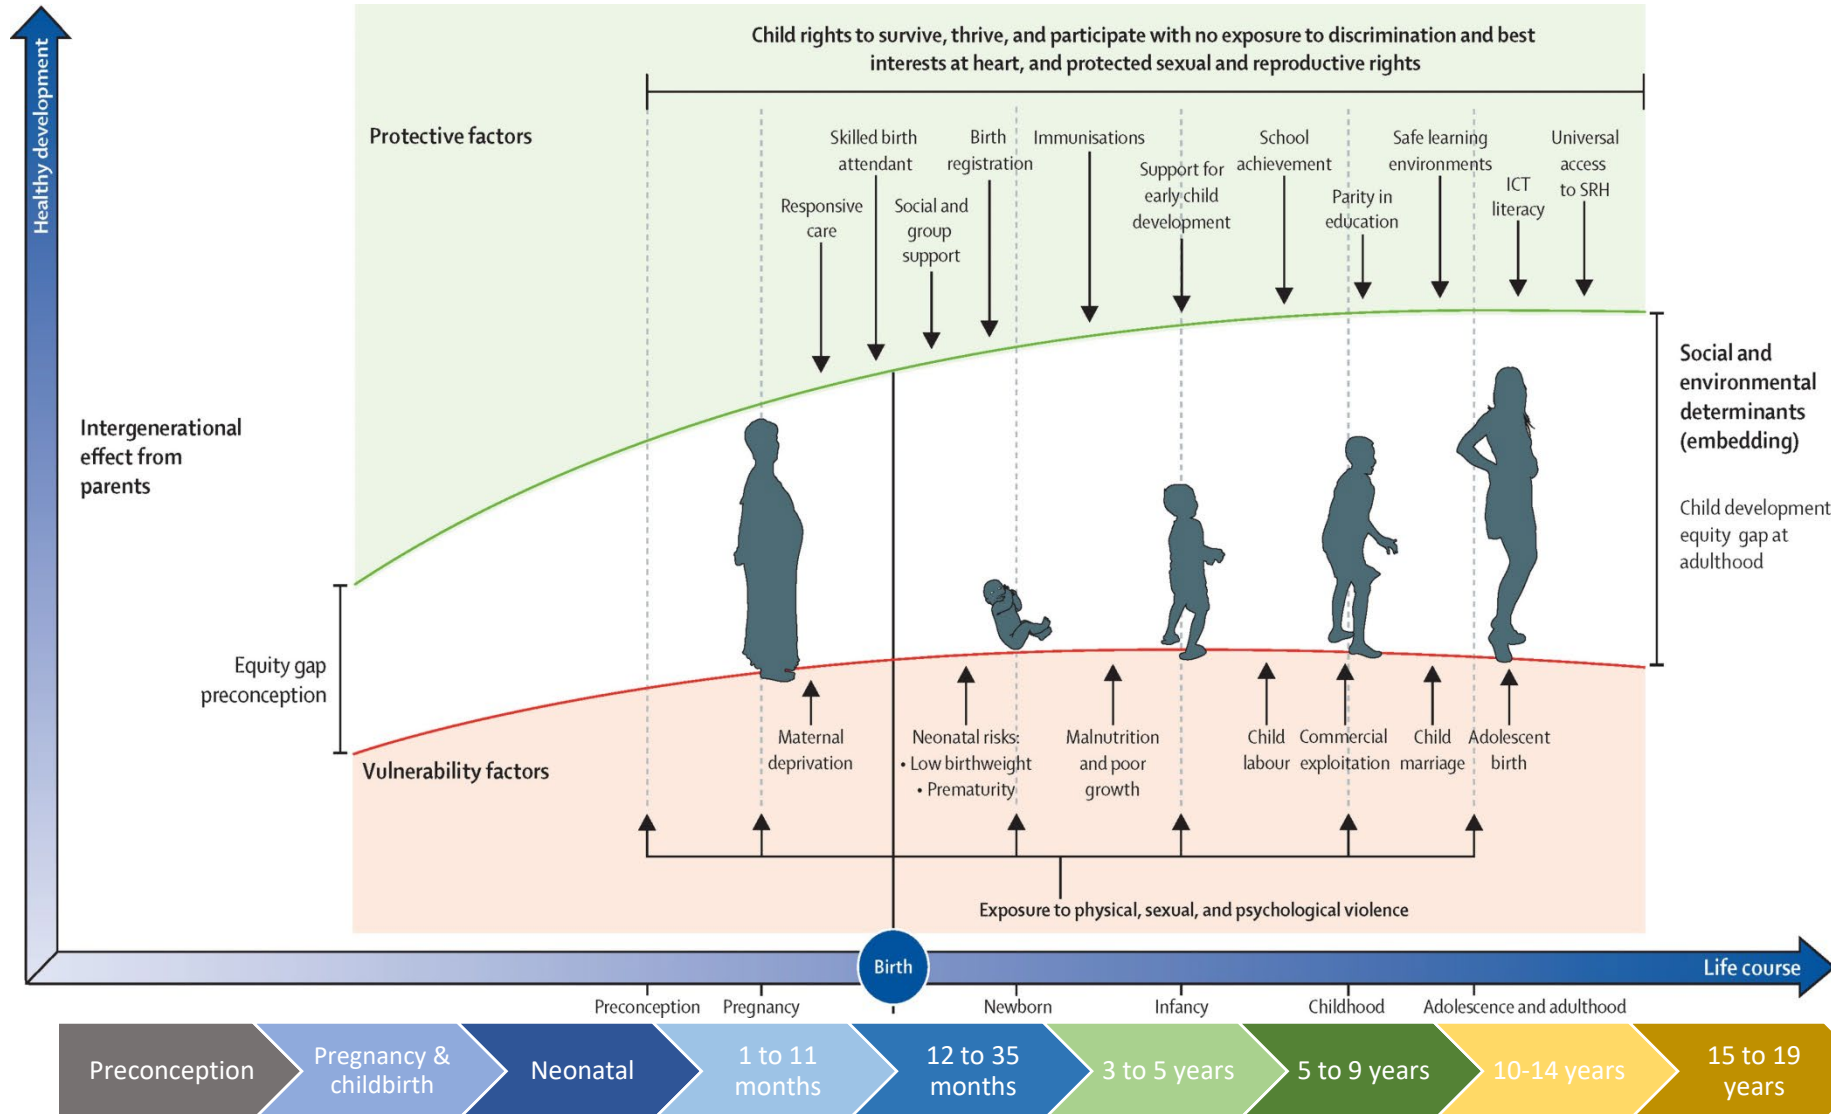 Healthy development
Child rights to survive, thrive, and participate with no exposure to discrimination and best
interests at heart, and protected sexual and reproductive rights
Protective factors
Responsive
care
Skilled birth
attendant
Social and
group
support
Birth
registration
Immunisations
Support for
early child
development
School
achievement
Parity in
education
Safe learning
environments
ICT
literacy
Universal
access
to SRH
Intergenerational
effect from
parents
Social and
environmental
determinants
(embedding)
Child development
equity gap at
adulthood
Equity gap
preconception
Vulnerability factors
Maternal
deprivation
Neonatal risks:
• Low birthweight
• Prematurity
Malnutrition
and poor
growth
Child
labour
Commercial
exploitation
Child
marriage
Adolescent
birth
Exposure to physical, sexual, and psychological violence
Birth
Life course
Preconception
Pregnancy
Newborn
Infancy
Childhood
Adolescence and adulthood
Preconception
Pregnancy &
childbirth
Neonatal
1 to 11
months
12 to 35
months
3 to 5 years
5 to 9 years
10-14 years
15 to 19
years